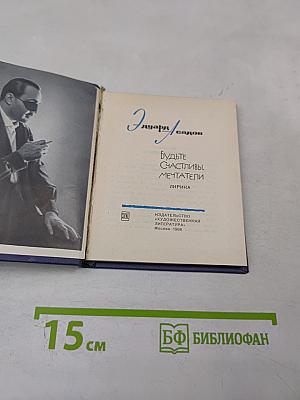 Эдуард Асадов
БУДЬТЕ
СЧАСТЛИВЫ,
МЕЧТАТЕЛИ
ЛИРИКА
ИЗДАТЕЛЬСТВО
«ХУДОЖЕСТВЕННАЯ
ЛИТЕРАТУРА»
Москва
15 см
БФ БИБЛИОФАН